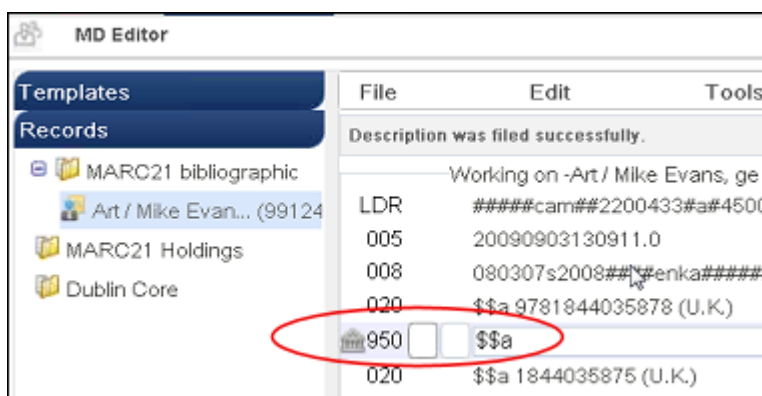 MD Editor
Templates
Records
MARC21 bibliographic
Art / Mike Evan... (99124
MARC21 Holdings
Dublin Core
File Edit Tools
Description was filed successfully.
Working on -Art / Mike Evans, ge
LDR #####cam##2200433#a#4500
005 20090903130911.0
008 080307s2008####enka######
020 $$a 9781844035878 (U.K.)
950 $$a
020 $$a 1844035875 (U.K.)